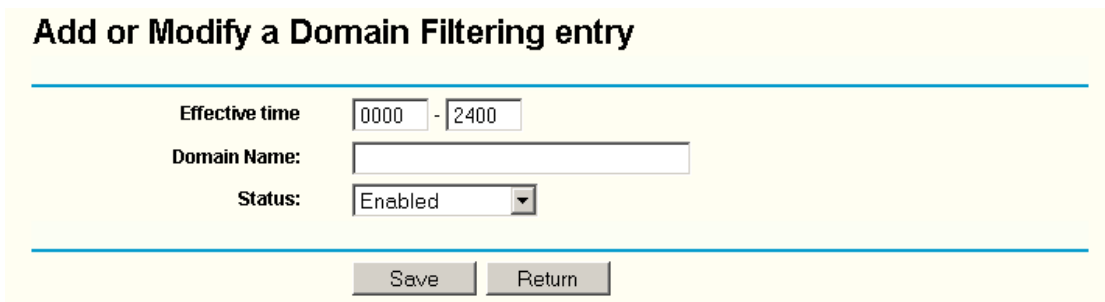 Add or Modify a Domain Filtering entry
Effective time 0000 - 2400
Domain Name:
Status: Enabled
Save Return